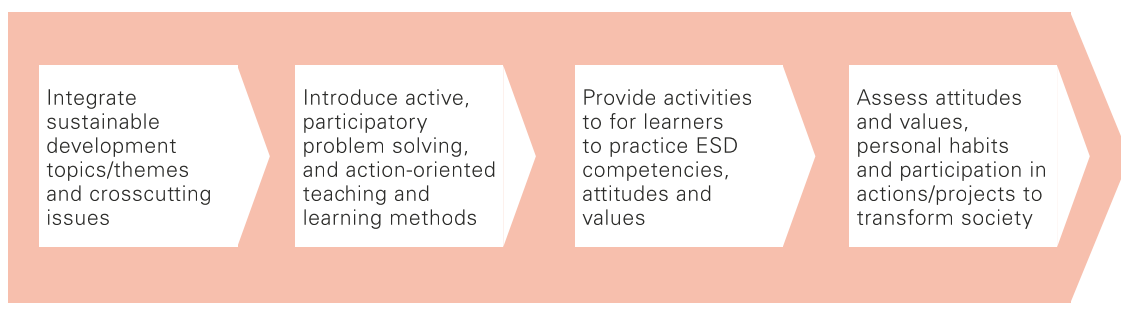 Integrate
sustainable
development
topics/themes
and crosscutting
issues
Introduce active,
participatory
problem solving,
and action-oriented
teaching and
learning methods
Provide activities
to for learners
to practice ESD
competencies,
attitudes and
values
Assess attitudes
and values,
personal habits
and participation in
actions/projects to
transform society